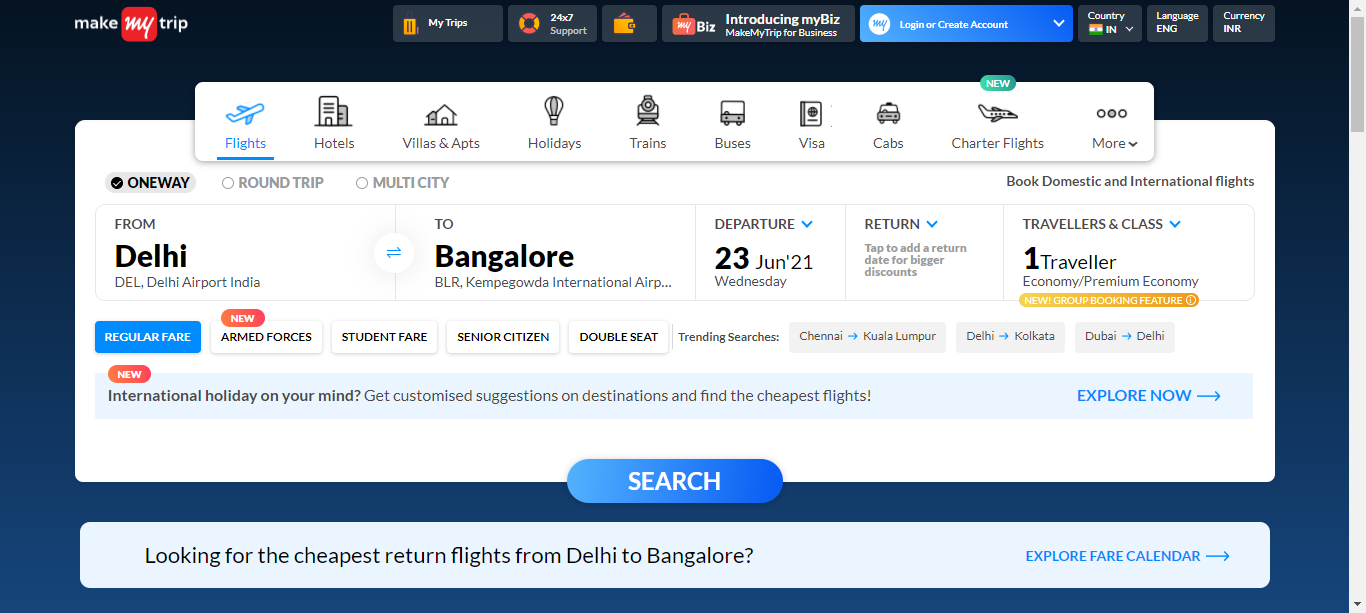 make my trip
My Trips
24x7
Support
my Biz
Introducing myBiz
MakeMyTrip for Business
my
Login or Create Account
Country
IN
Language
ENG
Currency
INR
NEW
Flights
Hotels
Villas & Apts
Holidays
Trains
Buses
Visa
Cabs
Charter Flights
More
ONEWAY
ROUND TRIP
MULTI CITY
Book Domestic and International flights
FROM
Delhi
DEL, Delhi Airport India
TO
Bangalore
BLR, Kempegowda International Airp...
DEPARTURE
23 Jun'21
Wednesday
RETURN
Tap to add a return
date for bigger
discounts
TRAVELLERS & CLASS
1Traveller
Economy/Premium Economy
NEW! GROUP BOOKING FEATURE
REGULAR FARE
NEW
ARMED FORCES
STUDENT FARE
SENIOR CITIZEN
DOUBLE SEAT
Trending Searches:
Chennai → Kuala Lumpur
Delhi → Kolkata
Dubai → Delhi
NEW
International holiday on your mind? Get customised suggestions on destinations and find the cheapest flights!
EXPLORE NOW
SEARCH
Looking for the cheapest return flights from Delhi to Bangalore?
EXPLORE FARE CALENDAR